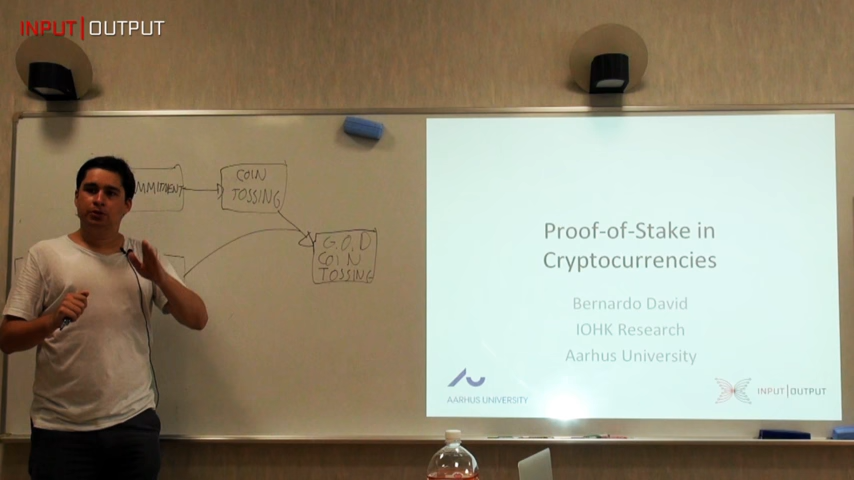 INPUT|OUTPUT
MMITMENT
COIN
TOSSING
G.O.D
COIN
TOSSING
Proof-of-Stake in
Cryptocurrencies
Bernardo David
IOHK Research
Aarhus University
AARHUS UNIVERSITY
INPUT|OUTPUT